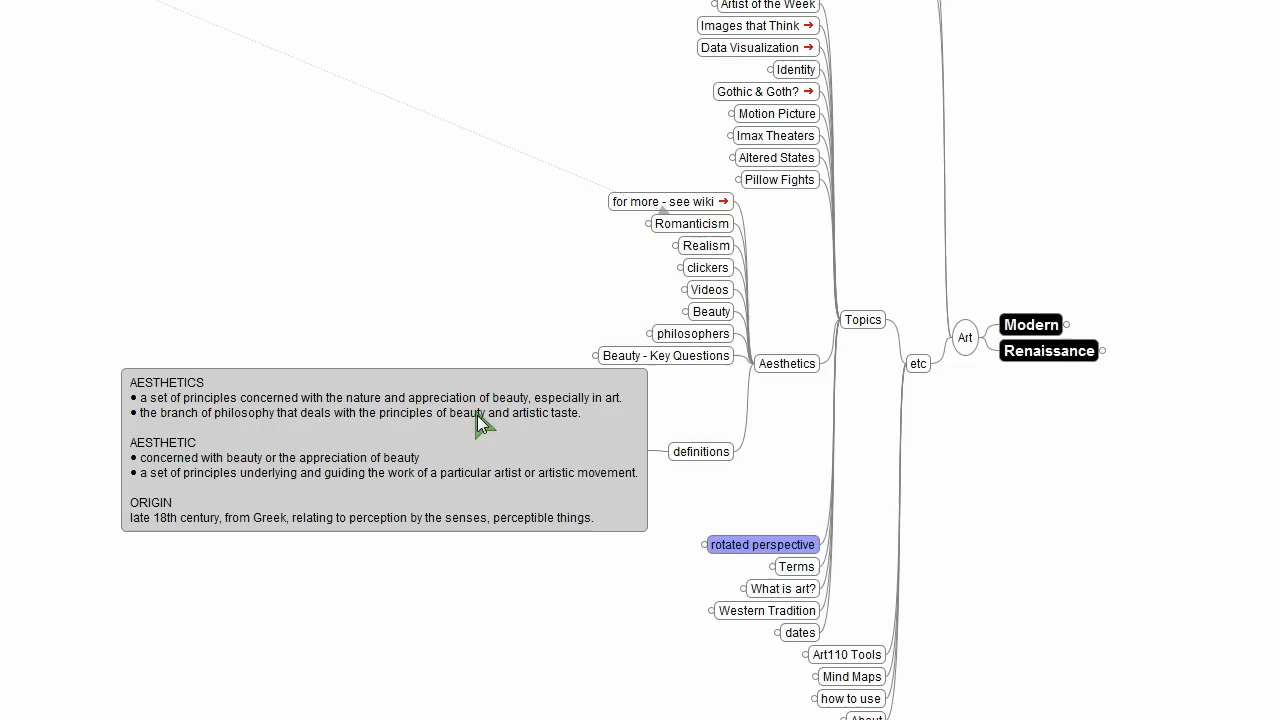 Artist of the Week
Images that Think
Data Visualization
Identity
Gothic & Goth?
Motion Picture
Imax Theaters
Altered States
Pillow Fights
for more - see wiki
Romanticism
Realism
clickers
Videos
Beauty
philosophers
Beauty - Key Questions
Topics
Aesthetics
etc
Art
Modern
Renaissance
AESTHETICS
• a set of principles concerned with the nature and appreciation of beauty, especially in art.
• the branch of philosophy that deals with the principles of beauty and artistic taste.
AESTHETIC
• concerned with beauty or the appreciation of beauty
• a set of principles underlying and guiding the work of a particular artist or artistic movement.
ORIGIN
late 18th century, from Greek, relating to perception by the senses, perceptible things.
definitions
rotated perspective
Terms
What is art?
Western Tradition
dates
Art110 Tools
Mind Maps
how to use
About